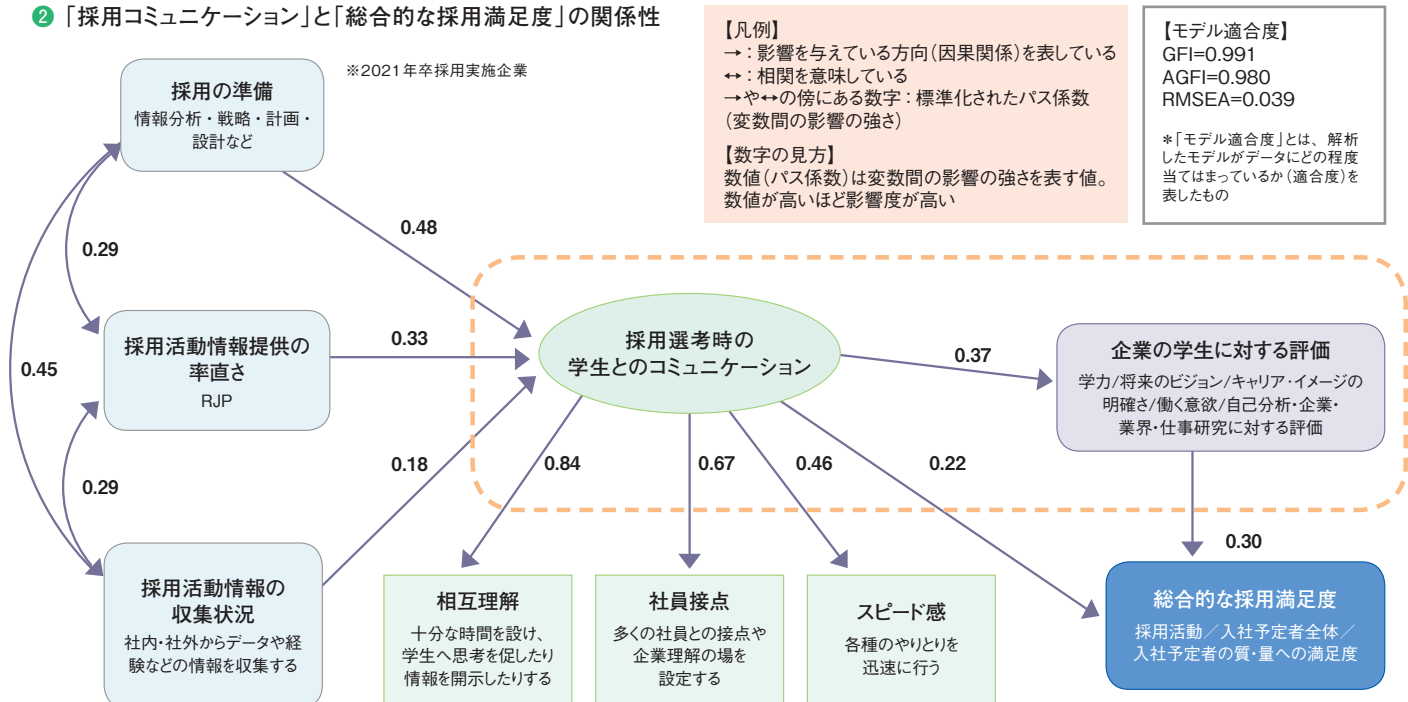 ❷「採用コミュニケーション」と「総合的な採用満足度」の関係性
※2021年卒採用実施企業
【凡例】
→：影響を与えている方向（因果関係）を表している
↔：相関を意味している
→や↔の傍にある数字：標準化されたパス係数
（変数間の影響の強さ）
【数字の見方】
数値（パス係数）は変数間の影響の強さを表す値。
数値が高いほど影響度が高い
【モデル適合度】
GFI=0.991
AGFI=0.980
RMSEA=0.039
＊「モデル適合度」とは、解析
したモデルがデータにどの程度
当てはまっているか（適合度）を
表したもの
採用の準備
情報分析・戦略・計画・
設計など
0.48
0.29
採用活動情報提供の
率直さ
RJP
0.33
0.45
0.29
0.18
採用活動情報の
収集状況
社内・社外からデータや経
験などの情報を収集する
採用選考時の
学生とのコミュニケーション
0.37
企業の学生に対する評価
学力/将来のビジョン/キャリア・イメージの
明確さ/働く意欲/自己分析・企業・
業界・仕事研究に対する評価
0.84
0.67
0.46
0.22
0.30
相互理解
十分な時間を設け、
学生へ思考を促したり
情報を開示したりする
社員接点
多くの社員との接点や
企業理解の場を
設定する
スピード感
各種のやりとりを
迅速に行う
総合的な採用満足度
採用活動／入社予定者全体／
入社予定者の質・量への満足度